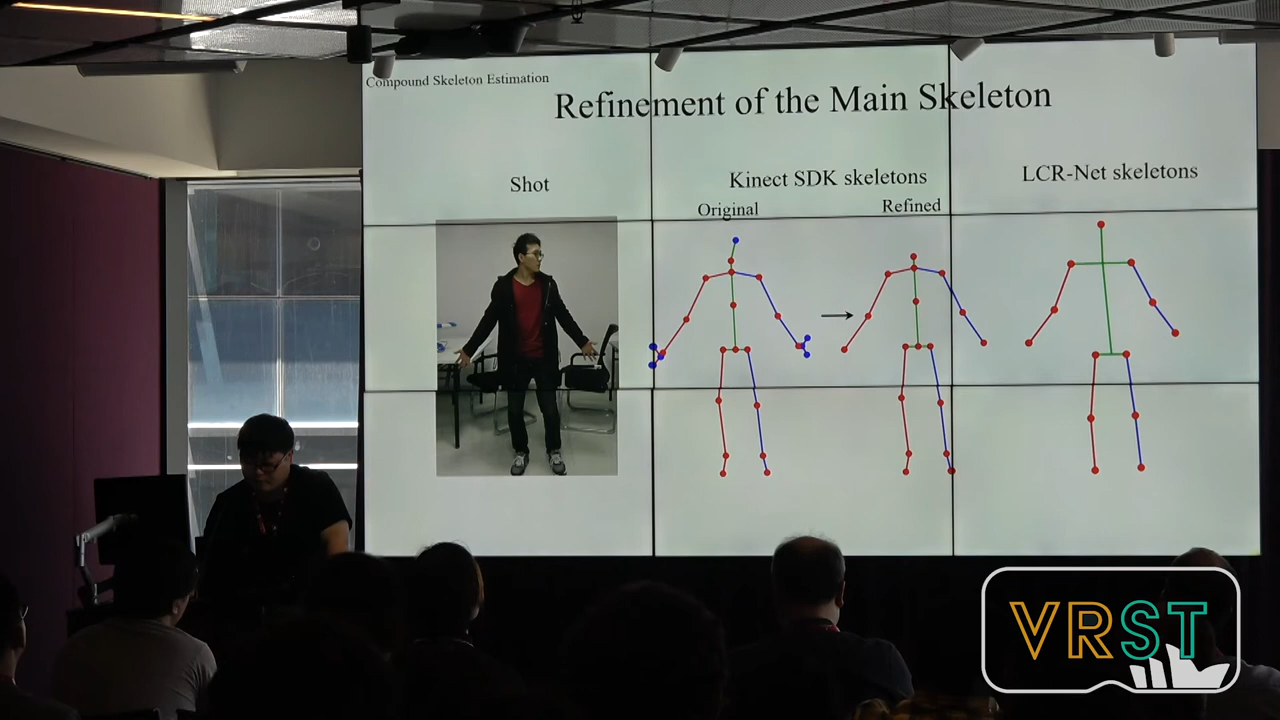 Compound Skeleton Estimation
Refinement of the Main Skeleton
Shot
Kinect SDK skeletons
LCR-Net skeletons
Original
Refined
VRST